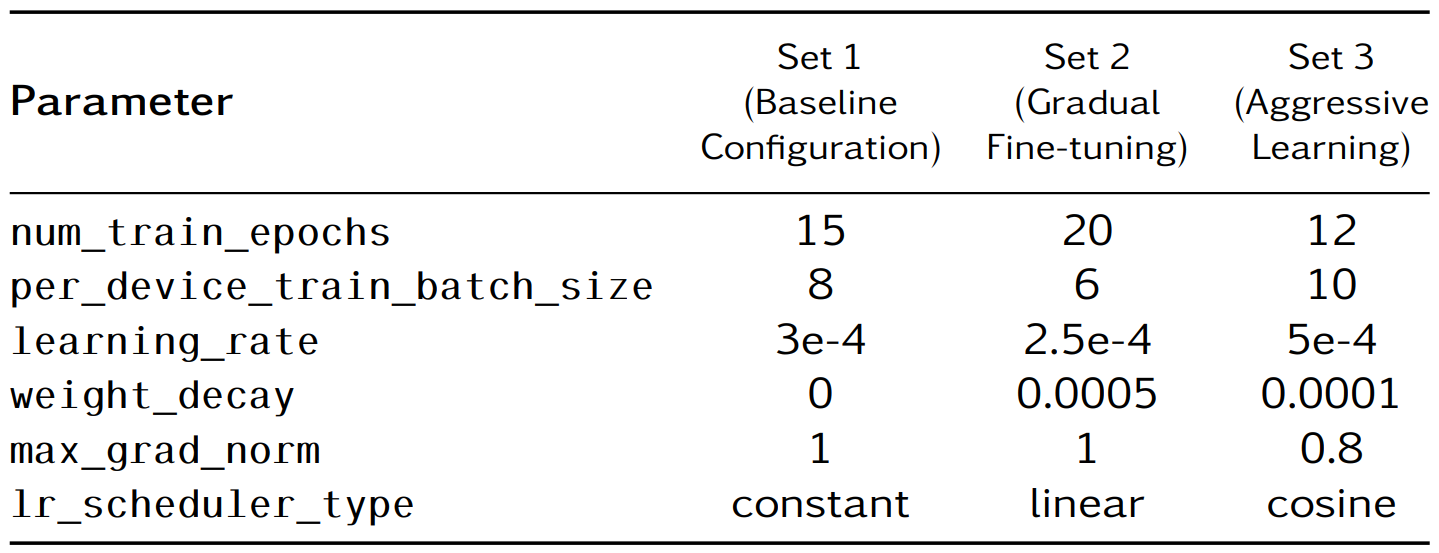 Parameter Set 1 (Baseline Configuration) Set 2 (Gradual Fine-tuning) Set 3 (Aggressive Learning)
num_train_epochs 15 20 12
per_device_train_batch_size 8 6 10
learning_rate 3e-4 2.5e-4 5e-4
weight_decay 0 0.0005 0.0001
max_grad_norm 1 1 0.8
lr_scheduler_type constant linear cosine